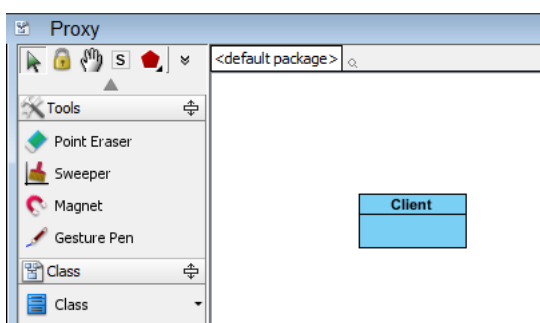 Proxy
S
<default package>
Tools
Point Eraser
Sweeper
Magnet
Gesture Pen
Client
Class
Class